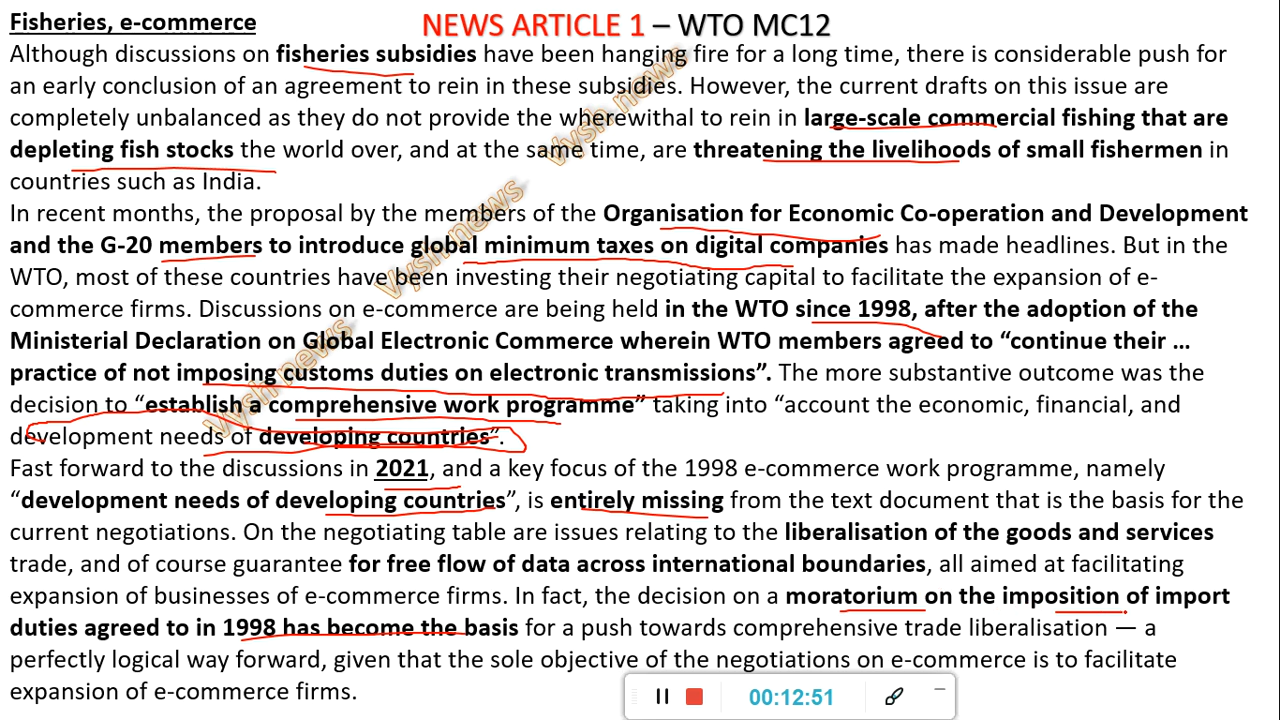 Fisheries, e-commerce
NEWS ARTICLE 1 – WTO MC12
Although discussions on fisheries subsidies have been hanging fire for a long time, there is considerable push for
an early conclusion of an agreement to rein in these subsidies. However, the current drafts on this issue are
completely unbalanced as they do not provide the wherewithal to rein in large-scale commercial fishing that are
depleting fish stocks the world over, and at the same time, are threatening the livelihoods of small fishermen in
countries such as India.
In recent months, the proposal by the members of the Organisation for Economic Co-operation and Development
and the G-20 members to introduce global minimum taxes on digital companies has made headlines. But in the
WTO, most of these countries have been investing their negotiating capital to facilitate the expansion of e-
commerce firms. Discussions on e-commerce are being held in the WTO since 1998, after the adoption of the
Ministerial Declaration on Global Electronic Commerce wherein WTO members agreed to “continue their …
practice of not imposing customs duties on electronic transmissions”. The more substantive outcome was the
decision to “establish a comprehensive work programme” taking into “account the economic, financial, and
development needs of developing countries”.
Fast forward to the discussions in 2021, and a key focus of the 1998 e-commerce work programme, namely
“development needs of developing countries”, is entirely missing from the text document that is the basis for the
current negotiations. On the negotiating table are issues relating to the liberalisation of the goods and services
trade, and of course guarantee for free flow of data across international boundaries, all aimed at facilitating
expansion of businesses of e-commerce firms. In fact, the decision on a moratorium on the imposition of import
duties agreed to in 1998 has become the basis for a push towards comprehensive trade liberalisation — a
perfectly logical way forward, given that the sole objective of the negotiations on e-commerce is to facilitate
expansion of e-commerce firms.
Vysh news
Vysh news
Vysh news
00:12:51